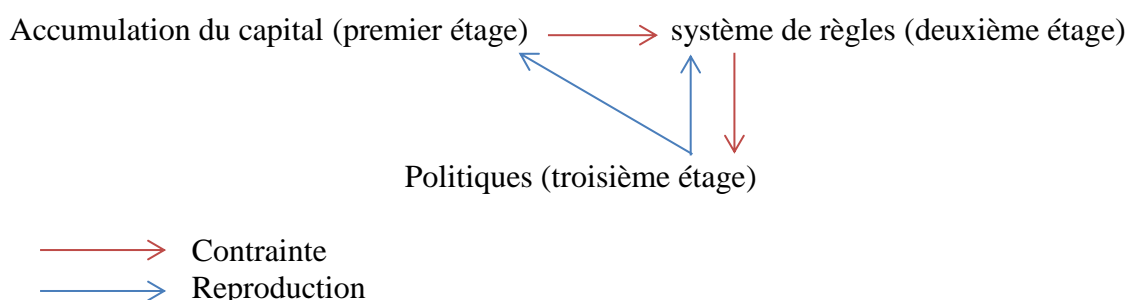 Accumulation du capital (premier étage) système de règles (deuxième étage)
Politiques (troisième étage)
Contrainte
Reproduction